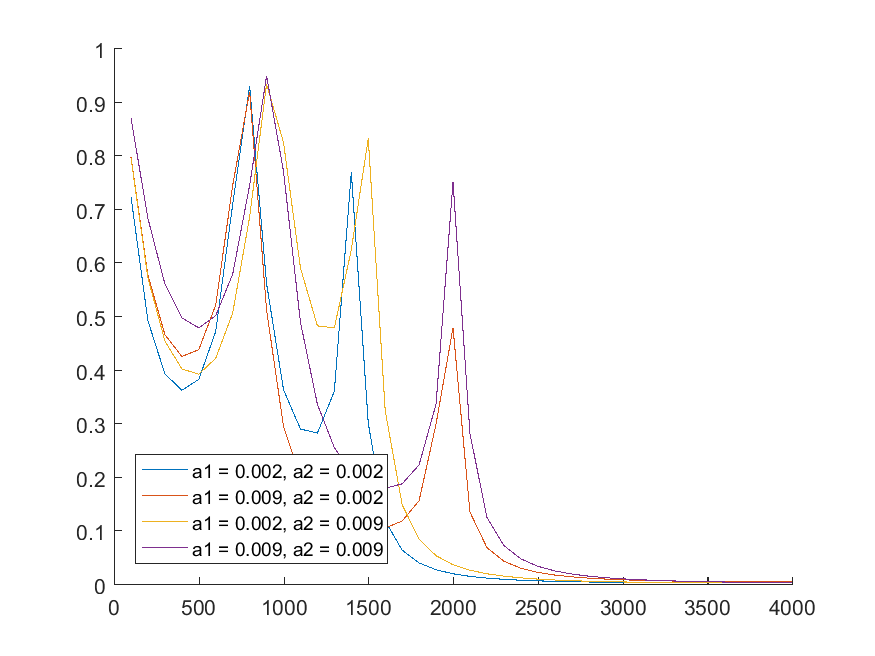 1
0.9
0.8
0.7
0.6
0.5
0.4
0.3
0.2
0.1
0
a1 = 0.002, a2 = 0.002
a1 = 0.009, a2 = 0.002
a1 = 0.002, a2 = 0.009
a1 = 0.009, a2 = 0.009
0 500 1000 1500 2000 2500 3000 3500 4000